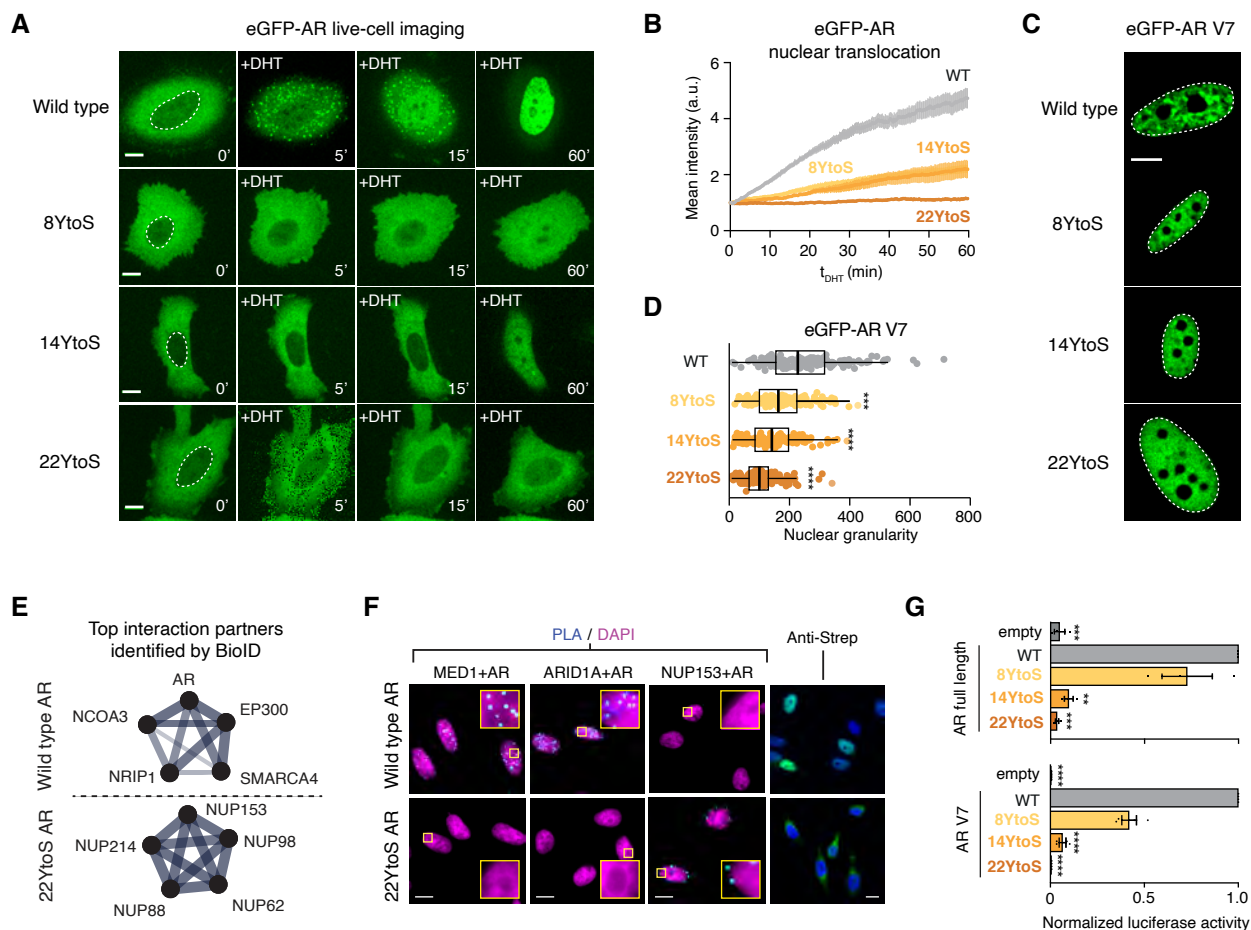 A
eGFP-AR live-cell imaging
+DHT +DHT +DHT
Wild type
0' 5' 15' 60'
+DHT +DHT +DHT
8YtoS
0' 5' 15' 60'
+DHT +DHT +DHT
14YtoS
0' 5' 15' 60'
+DHT +DHT +DHT
22YtoS
0' 5' 15' 60'
B
eGFP-AR
nuclear translocation
Mean intensity (a.u.)
6
4
2
0
WT
14YtoS
8YtoS
22YtoS
0 10 20 30 40 50 60
tDHT (min)
C
eGFP-AR V7
Wild type
8YtoS
14YtoS
22YtoS
D
eGFP-AR V7
WT
8YtoS ***
14YtoS ****
22YtoS ****
0 200 400 600 800
Nuclear granularity
E
Top interaction partners
identified by BioID
Wild type AR
AR
NCOA3
EP300
NRIP1
SMARCA4
22YtoS AR
NUP153
NUP214
NUP98
NUP88
NUP62
F
PLA / DAPI
Anti-Strep
MED1+AR ARID1A+AR NUP153+AR
Wild type AR
22YtoS AR
G
AR full length
empty ***
WT
8YtoS
14YtoS **
22YtoS ***
AR V7
empty ****
WT
8YtoS
14YtoS ****
22YtoS ****
0 0.5 1.0
Normalized luciferase activity